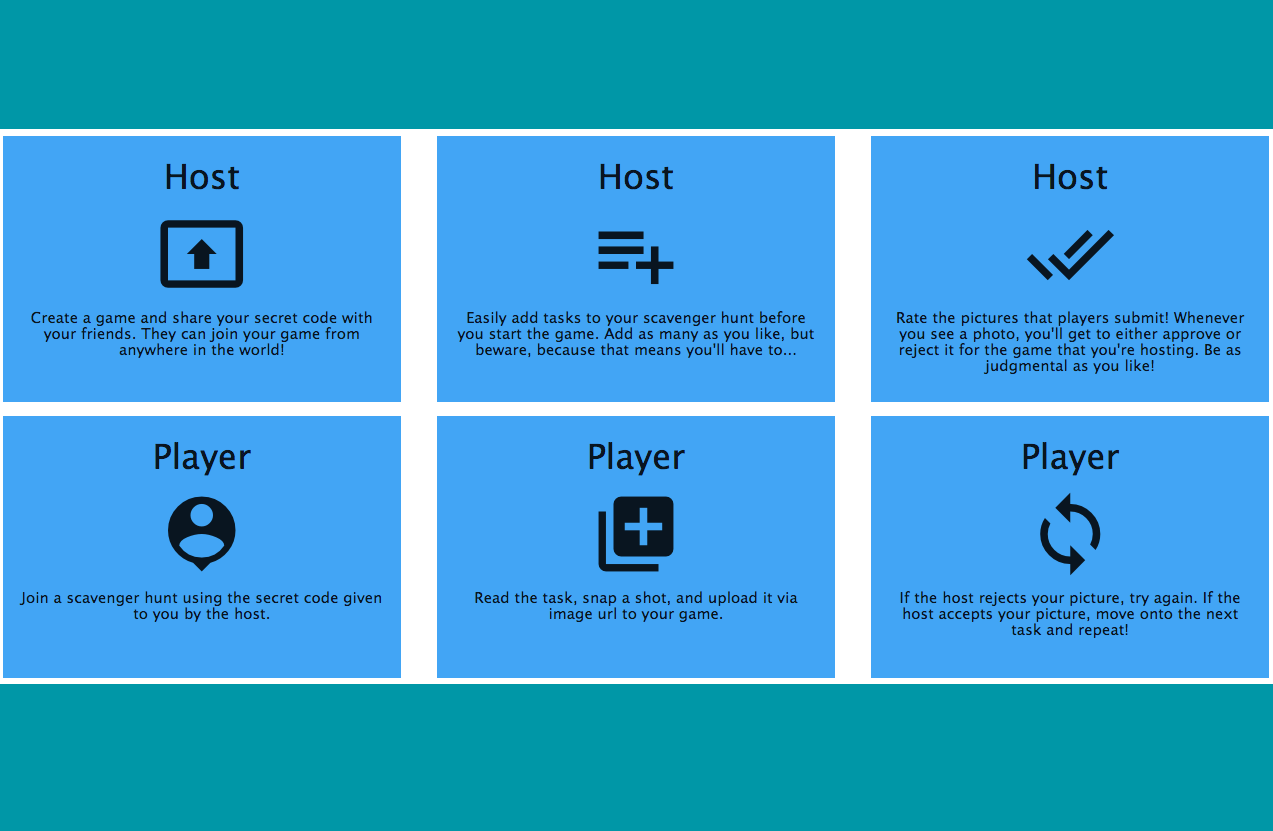 Host
Create a game and share your secret code with
your friends. They can join your game from
anywhere in the world!
Host
Easily add tasks to your scavenger hunt before
you start the game. Add as many as you like, but
beware, because that means you'll have to...
Host
Rate the pictures that players submit! Whenever
you see a photo, you'll get to either approve or
reject it for the game that you're hosting. Be as
judgmental as you like!
Player
Join a scavenger hunt using the secret code given
to you by the host.
Player
Read the task, snap a shot, and upload it via
image url to your game.
Player
If the host rejects your picture, try again. If the
host accepts your picture, move onto the next
task and repeat!